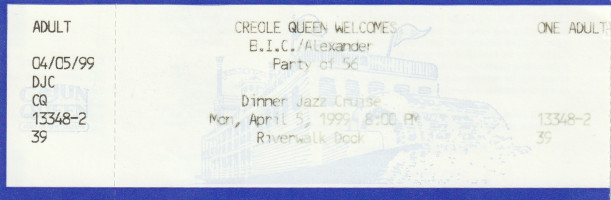 ADULT
04/05/99
DJC
CQ
13348-2
39
CREOLE QUEEN WELCOMES
B.I.C./Alexander
Party of 56
Dinner Jazz Cruise
Mon, April 5, 1999 8:00 PM
Riverwalk Dock
ONE ADULT
13348-2
39
CAJUN